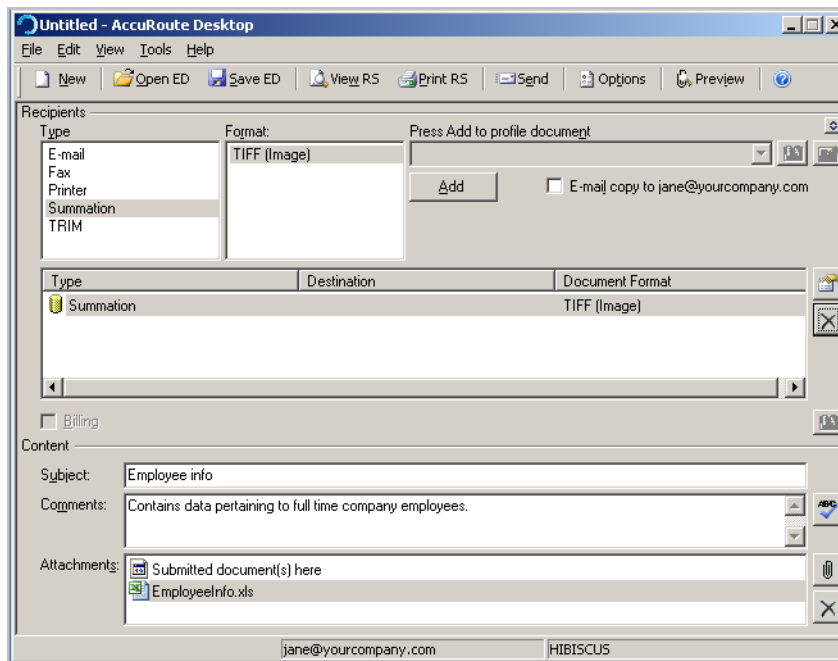 Untitled - AccuRoute Desktop
File Edit View Tools Help
New Open ED Save ED View RS Print RS Send Options Preview
Recipients
Type Format: Press Add to profile document
E-mail
Fax
Printer
Summation
TRIM
TIFF (Image)
Add E-mail copy to jane@yourcompany.com
Type Destination Document Format
Summation TIFF (Image)
Billing
Content
Subject: Employee info
Comments: Contains data pertaining to full time company employees.
ABC
Attachments: Submitted document(s) here
EmployeeInfo.xls
jane@yourcompany.com HIBISCUS